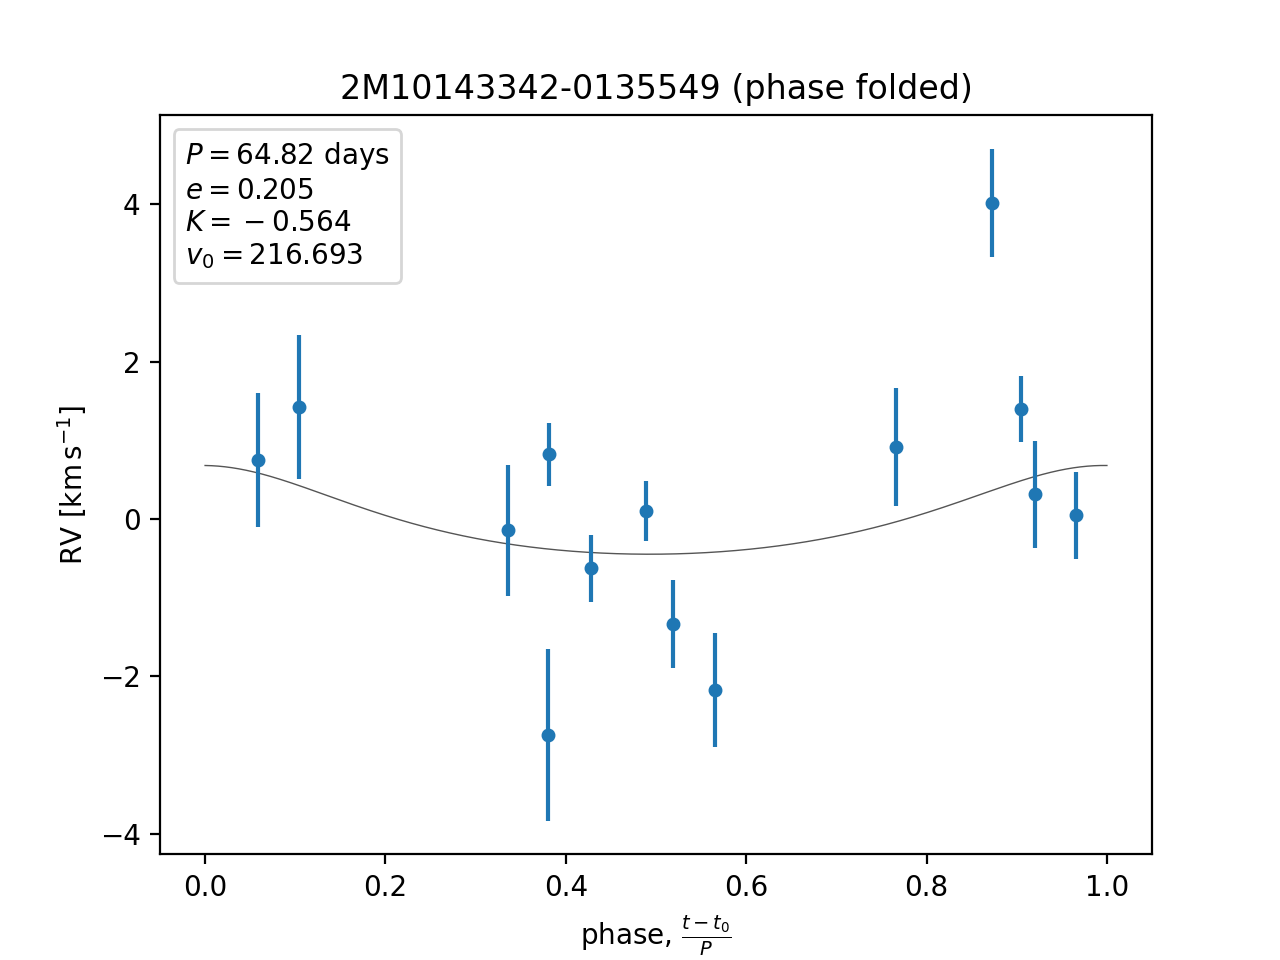 2M10143342-0135549 (phase folded)
P = 64.82 days
e = 0.205
K = −0.564
v₀ = 216.693
RV [km s⁻¹]
4
2
0
−2
−4
0.0 0.2 0.4 0.6 0.8 1.0
phase, (t − t₀)/P